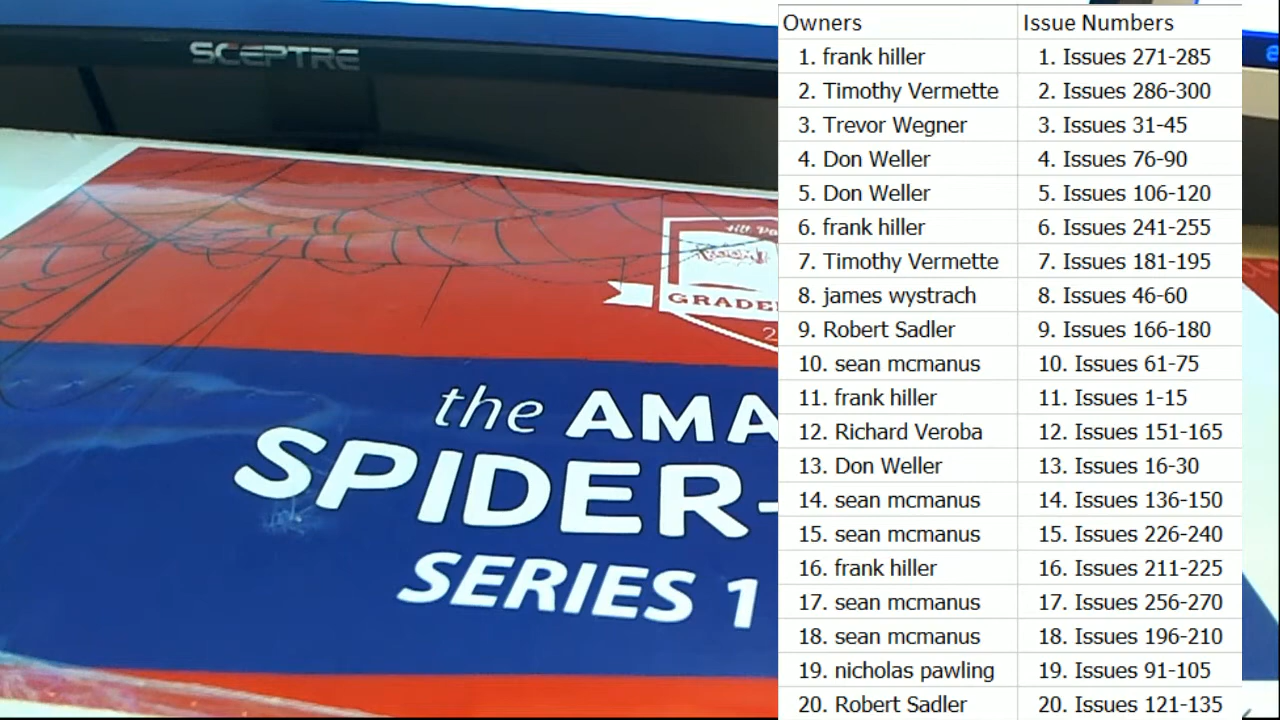 SCEPTRE
GRADE
2
the AMA
SPIDER-
SERIES 1
Owners Issue Numbers
1. frank hiller 1. Issues 271-285
2. Timothy Vermette 2. Issues 286-300
3. Trevor Wegner 3. Issues 31-45
4. Don Weller 4. Issues 76-90
5. Don Weller 5. Issues 106-120
6. frank hiller 6. Issues 241-255
7. Timothy Vermette 7. Issues 181-195
8. james wystrach 8. Issues 46-60
9. Robert Sadler 9. Issues 166-180
10. sean mcmanus 10. Issues 61-75
11. frank hiller 11. Issues 1-15
12. Richard Veroba 12. Issues 151-165
13. Don Weller 13. Issues 16-30
14. sean mcmanus 14. Issues 136-150
15. sean mcmanus 15. Issues 226-240
16. frank hiller 16. Issues 211-225
17. sean mcmanus 17. Issues 256-270
18. sean mcmanus 18. Issues 196-210
19. nicholas pawling 19. Issues 91-105
20. Robert Sadler 20. Issues 121-135